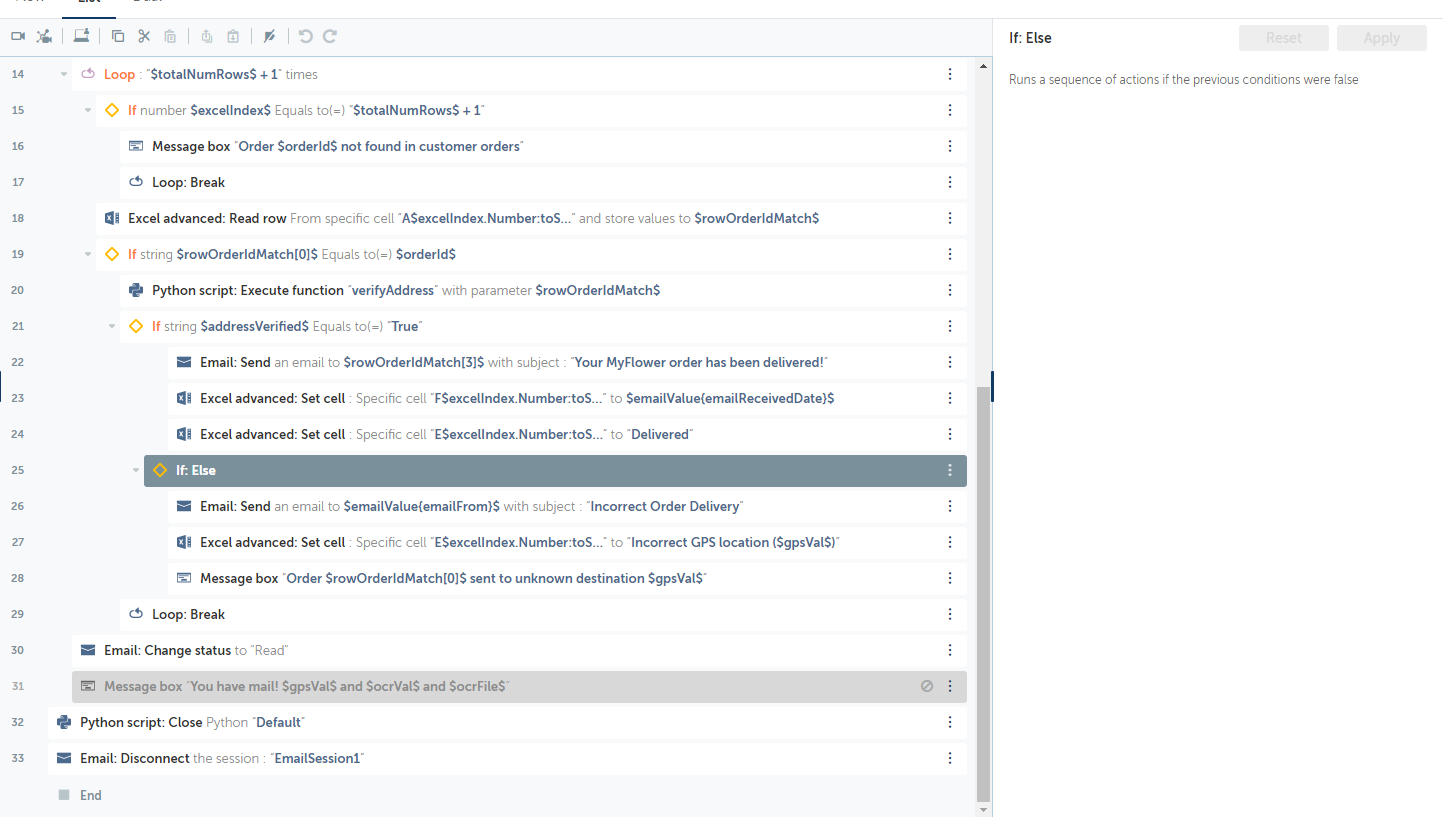 List
If: Else
Reset
Apply
Runs a sequence of actions if the previous conditions were false
14 Loop : "$totalNumRows$ + 1" times
15 If number $excelIndex$ Equals to(=) "$totalNumRows$ + 1"
16 Message box "Order $orderId$ not found in customer orders"
17 Loop: Break
18 Excel advanced: Read row From specific cell "A$excelIndex.Number:toS..." and store values to $rowOrderIdMatch$
19 If string $rowOrderIdMatch[0]$ Equals to(=) $orderId$
20 Python script: Execute function "verifyAddress" with parameter $rowOrderIdMatch$
21 If string $addressVerified$ Equals to(=) "True"
22 Email: Send an email to $rowOrderIdMatch[3]$ with subject : "Your MyFlower order has been delivered!"
23 Excel advanced: Set cell : Specific cell "F$excelIndex.Number:toS..." to $emailValue{emailReceivedDate}$
24 Excel advanced: Set cell : Specific cell "E$excelIndex.Number:toS..." to "Delivered"
25 If: Else
26 Email: Send an email to $emailValue{emailFrom}$ with subject : "Incorrect Order Delivery"
27 Excel advanced: Set cell : Specific cell "E$excelIndex.Number:toS..." to "Incorrect GPS location ($gpsVal$)"
28 Message box "Order $rowOrderIdMatch[0]$ sent to unknown destination $gpsVal$"
29 Loop: Break
30 Email: Change status to "Read"
31 Message box "You have mail! $gpsVal$ and $ocrVal$ and $ocrFile$"
32 Python script: Close Python "Default"
33 Email: Disconnect the session : "EmailSession1"
End